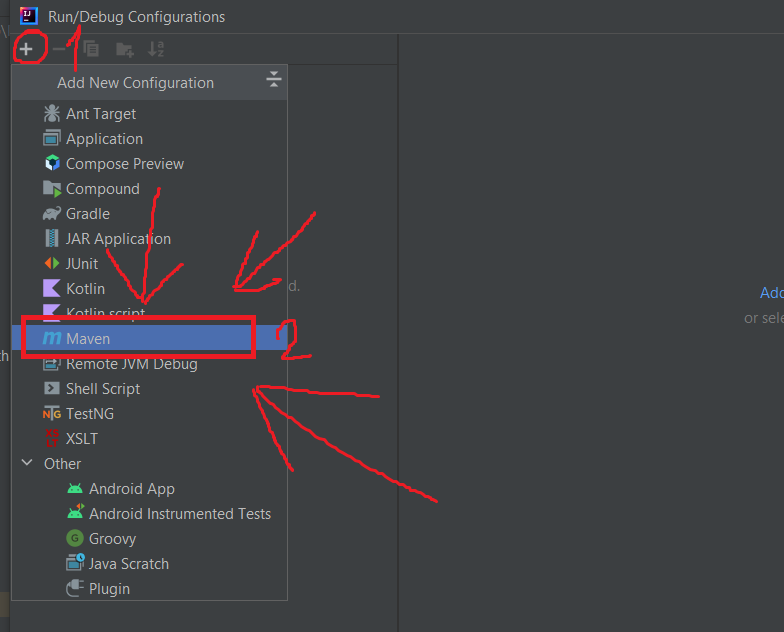 Run/Debug Configurations
Add New Configuration
Ant Target
Application
Compose Preview
Compound
Gradle
JAR Application
JUnit
Kotlin
d.
Add
Kotlin script
or sele
Maven
2
th
Remote JVM Debug
Shell Script
TestNG
XSLT
Other
Android App
Android Instrumented Tests
Groovy
Java Scratch
Plugin